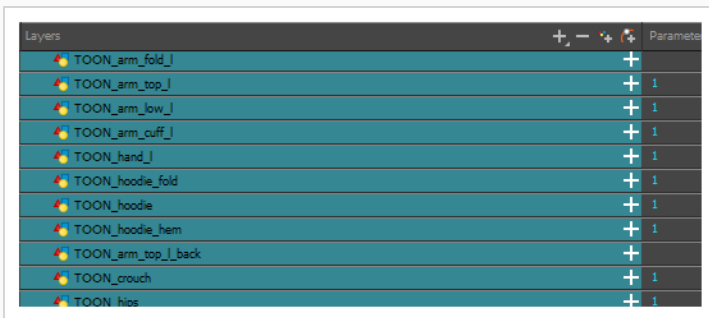 Layers Parameter
TOON_arm_fold_l
TOON_arm_top_l 1
TOON_arm_low_l 1
TOON_arm_cuff_l 1
TOON_hand_l 1
TOON_hoodie_fold 1
TOON_hoodie 1
TOON_hoodie_hem 1
TOON_arm_top_l_back
TOON_crouch 1
TOON_hips 1